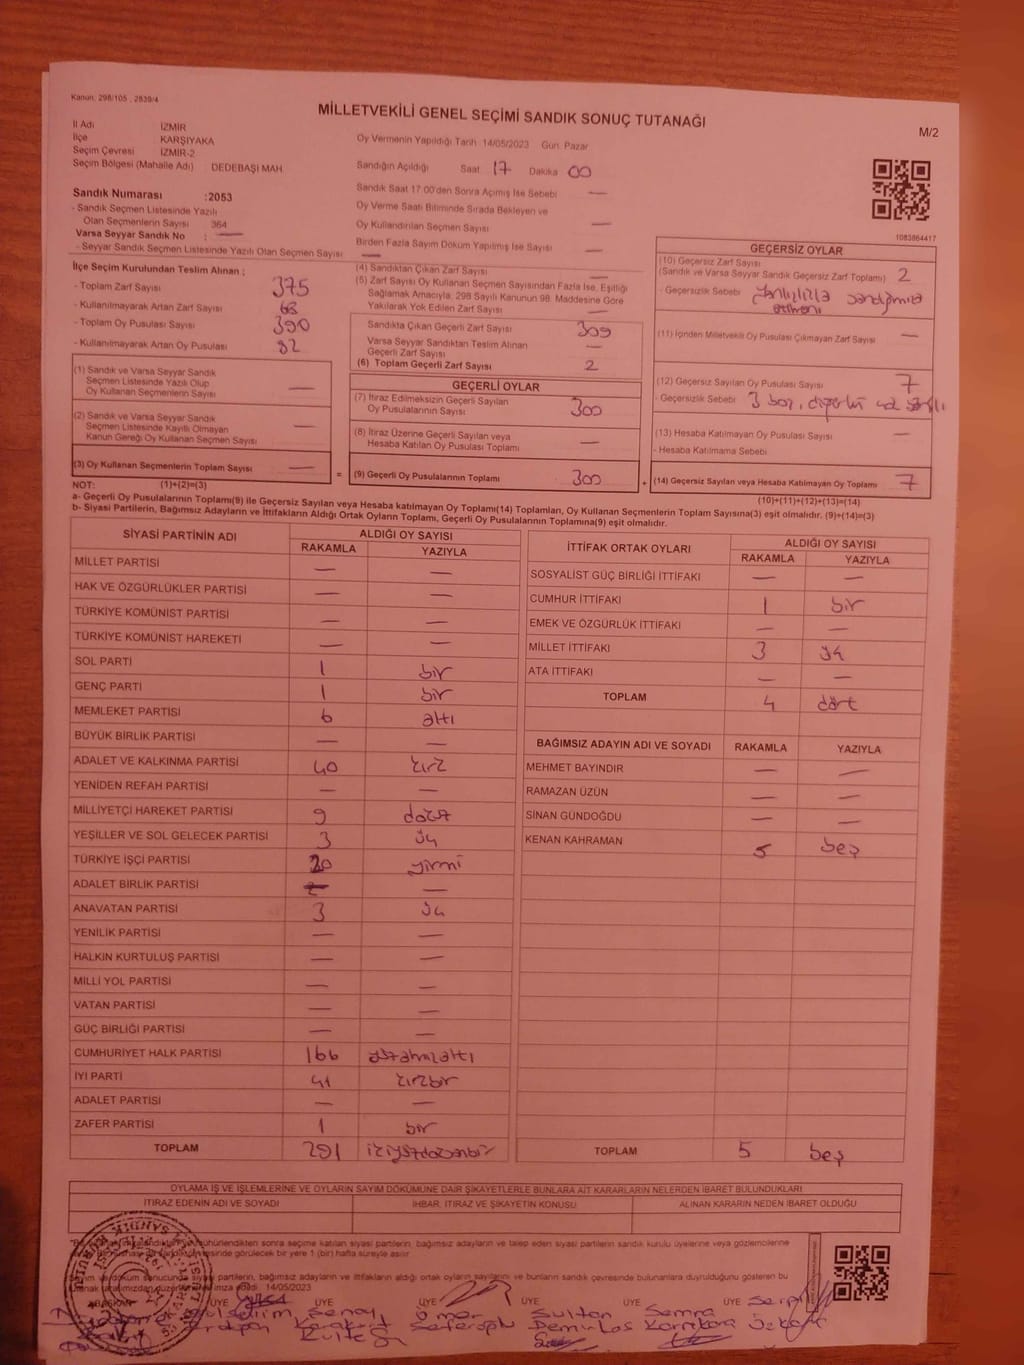 Kanun: 298/105 , 2839/4
MİLLETVEKİLİ GENEL SEÇİMİ SANDIK SONUÇ TUTANAĞI
M/2
İl Adı İZMİR
İlçe KARŞIYAKA
Seçim Çevresi İZMİR-2
Seçim Bölgesi (Mahalle Adı) DEDEBAŞI MAH
Sandık Numarası :2053
- Sandık Seçmen Listesinde Yazılı
Olan Seçmenlerin Sayısı : 364
Varsa Seyyar Sandık No : —
- Seyyar Sandık Seçmen Listesinde Yazılı Olan Seçmen Sayısı : —
Oy Vermenin Yapıldığı Tarih :14/05/2023 Gün: Pazar
Sandığın Açıldığı Saat 17 Dakika 00
Sandık Saat 17:00'den Sonra Açılmış İse Sebebi —
Oy Verme Saati Bitiminde Sırada Bekleyen ve
Oy Kullandırılan Seçmen Sayısı —
Birden Fazla Sayım Döküm Yapılmış İse Sayısı —
1083864417
İlçe Seçim Kurulundan Teslim Alınan ;
- Toplam Zarf Sayısı 375
- Kullanılmayarak Artan Zarf Sayısı
- Toplam Oy Pusulası Sayısı 390
- Kullanılmayarak Artan Oy Pusulası 82
(1) Sandık ve Varsa Seyyar Sandık
Seçmen Listesinde Yazılı Olup
Oy Kullanan Seçmenlerin Sayısı —
(2) Sandık ve Varsa Seyyar Sandık
Seçmen Listesinde Kayıtlı Olmayan
Kanun Gereği Oy Kullanan Seçmen Sayısı —
(3) Oy Kullanan Seçmenlerin Toplam Sayısı —
NOT: (1)+(2)=(3)
(4) Sandıktan Çıkan Zarf Sayısı —
(5) Zarf Sayısı Oy Kullanan Seçmen Sayısından Fazla İse, Eşitliği
Sağlamak Amacıyla, 298 Sayılı Kanunun 98. Maddesine Göre
Yakılarak Yok Edilen Zarf Sayısı —
Sandıkta Çıkan Geçerli Zarf Sayısı 309
Varsa Seyyar Sandıktan Teslim Alınan
Geçerli Zarf Sayısı —
(6) Toplam Geçerli Zarf Sayısı 2
GEÇERLİ OYLAR
(7) İtiraz Edilmeksizin Geçerli Sayılan
Oy Pusulalarının Sayısı 300
(8) İtiraz Üzerine Geçerli Sayılan veya
Hesaba Katılan Oy Pusulası Toplamı —
= (9) Geçerli Oy Pusulalarının Toplamı 300 +
GEÇERSİZ OYLAR
(10) Geçersiz Zarf Sayısı
(Sandık ve Varsa Seyyar Sandık Geçersiz Zarf Toplamı) 2
- Geçersizlik Sebebi
(11) İçinden Milletvekili Oy Pusulası Çıkmayan Zarf Sayısı —
(12) Geçersiz Sayılan Oy Pusulası Sayısı 7
- Geçersizlik Sebebi 3 boş,
(13) Hesaba Katılmayan Oy Pusulası Sayısı —
- Hesaba Katılmama Sebebi
(14) Geçersiz Sayılan veya Hesaba Katılmayan Oy Toplamı 7
(10)+(11)+(12)+(13)=(14)
a- Geçerli Oy Pusulalarının Toplamı(9) ile Geçersiz Sayılan veya Hesaba katılmayan Oy Toplamı(14) Toplamları, Oy Kullanan Seçmenlerin Toplam Sayısına(3) eşit olmalıdır. (9)+(14)=(3)
b- Siyasi Partilerin, Bağımsız Adayların ve İttifakların Aldığı Ortak Oyların Toplamı, Geçerli Oy Pusulalarının Toplamına(9) eşit olmalıdır.
SİYASİ PARTİNİN ADI ALDIĞI OY SAYISI
RAKAMLA YAZIYLA
MİLLET PARTİSİ — —
HAK VE ÖZGÜRLÜKLER PARTİSİ — —
TÜRKİYE KOMÜNİST PARTİSİ — —
TÜRKİYE KOMÜNİST HAREKETİ — —
SOL PARTİ 1 bir
GENÇ PARTİ 1 bir
MEMLEKET PARTİSİ 6 altı
BÜYÜK BİRLİK PARTİSİ — —
ADALET VE KALKINMA PARTİSİ 40 kırk
YENİDEN REFAH PARTİSİ — —
MİLLİYETÇİ HAREKET PARTİSİ 9 dokuz
YEŞİLLER VE SOL GELECEK PARTİSİ 3 üç
TÜRKİYE İŞÇİ PARTİSİ 20 yirmi
ADALET BİRLİK PARTİSİ — —
ANAVATAN PARTİSİ 3 üç
YENİLİK PARTİSİ — —
HALKIN KURTULUŞ PARTİSİ — —
MİLLİ YOL PARTİSİ — —
VATAN PARTİSİ — —
GÜÇ BİRLİĞİ PARTİSİ — —
CUMHURİYET HALK PARTİSİ 166 yüzatmışaltı
İYİ PARTİ 41 kırkbir
ADALET PARTİSİ — —
ZAFER PARTİSİ 1 bir
TOPLAM 291 ikiyüzdoksanbir
İTTİFAK ORTAK OYLARI ALDIĞI OY SAYISI
RAKAMLA YAZIYLA
SOSYALİST GÜÇ BİRLİĞİ İTTİFAKI — —
CUMHUR İTTİFAKI 1 bir
EMEK VE ÖZGÜRLÜK İTTİFAKI — —
MİLLET İTTİFAKI 3 üç
ATA İTTİFAKI — —
TOPLAM 4 dört
BAĞIMSIZ ADAYIN ADI VE SOYADI RAKAMLA YAZIYLA
MEHMET BAYINDIR — —
RAMAZAN ÜZÜN — —
SİNAN GÜNDOĞDU — —
KENAN KAHRAMAN 5 beş
TOPLAM 5 beş
OYLAMA İŞ VE İŞLEMLERİNE VE OYLARIN SAYIM DÖKÜMÜNE DAİR ŞİKAYETLERLE BUNLARA AİT KARARLARIN NELERDEN İBARET BULUNDUKLARI
İTİRAZ EDENİN ADI VE SOYADI İHBAR, İTİRAZ VE ŞİKAYETİN KONUSU ALINAN KARARIN NEDEN İBARET OLDUĞU
mühürlendikten sonra seçime katılan siyasi partilerin, bağımsız adayların ve talep eden siyasi partilerin sandık kurulu üyelerine veya gözlemcilerine
görülecek bir yere 1 (bir) hafta süreyle asılır
döküm sonucunda siyasi partilerin, bağımsız adayların ve ittifakların aldığı ortak oyların sayılarını ve bunların sandık çevresinde bulunanlara duyurulduğunu gösteren bu
imza edildi. 14/05/2023
BAŞKAN ÜYE ÜYE ÜYE ÜYE ÜYE ÜYE
Senay Ömer Sultan Semra Serpil
Seferoğlu Demirtaş